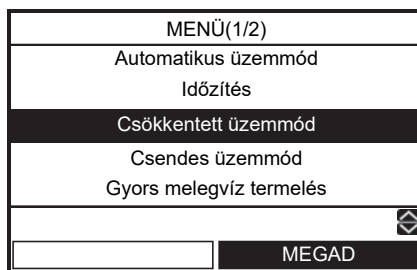 MENÜ(1/2)
Automatikus üzemmód
Időzítés
Csökkentett üzemmód
Csendes üzemmód
Gyors melegvíz termelés
MEGAD